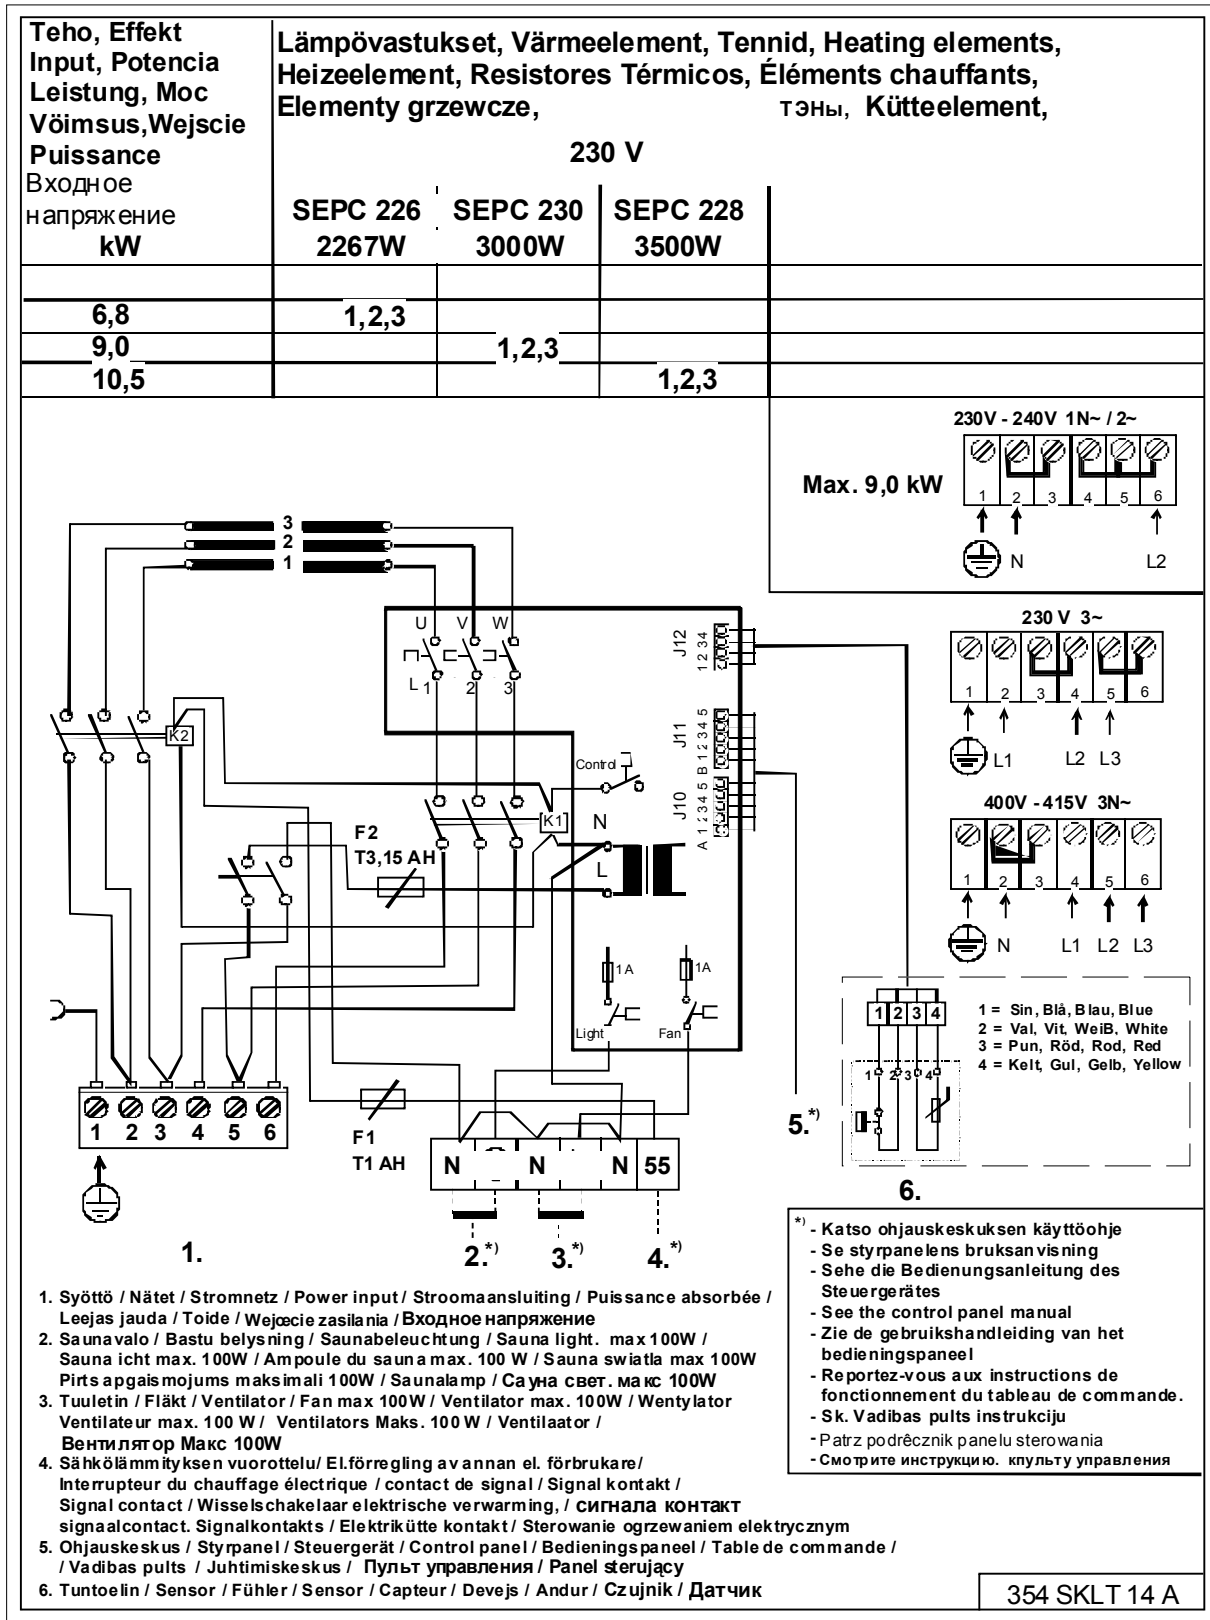 Teho, Effekt
Input, Potencia
Leistung, Moc
Vöimsus,Wejscie
Puissance
Входное
напряжение
kW
Lämpövastukset, Värmeelement, Tennid, Heating elements,
Heizeelement, Resistores Térmicos, Éléments chauffants,
Elementy grzewcze, тэны, Kütteelement,
230 V
SEPC 226 SEPC 230 SEPC 228
2267W 3000W 3500W
6,8 1,2,3
9,0 1,2,3
10,5 1,2,3
230V - 240V 1N~ / 2~
Max. 9,0 kW
1 2 3 4 5 6
N L2
230 V 3~
1 2 3 4 5 6
L1 L2 L3
400V - 415V 3N~
1 2 3 4 5 6
N L1 L2 L3
3
2
1
U V W
L 1 2 3
J12
1 2 3 4
J11
B 1 2 3 4 5
J10
A 1 2 3 4 5
K2
Control
K1
N
L
F2
T3,15 AH
1A 1A
Light Fan
1 2 3 4 5 6
F1
T1 AH
N N N 55
1.
2.*)
3.*)
4.*)
5.*)
1 2 3 4
1 2 3 4
1 = Sin, Blå, Blau, Blue
2 = Val, Vit, Weiß, White
3 = Pun, Röd, Rod, Red
4 = Kelt, Gul, Gelb, Yellow
6.
*) - Katso ohjauskeskuksen käyttöohje
- Se styrpanelens bruksanvisning
- Sehe die Bedienungsanleitung des
Steuergerätes
- See the control panel manual
- Zie de gebruikshandleiding van het
bedieningspaneel
- Reportez-vous aux instructions de
fonctionnement du tableau de commande.
- Sk. Vadibas pults instrukciju
- Patrz podrêcznik panelu sterowania
- Смотрите инструкцию. кпульту управления
1. Syöttö / Nätet / Stromnetz / Power input / Stroomaansluiting / Puissance absorbée /
Leejas jauda / Toide / Wejœcie zasilania / Входное напряжение
2. Saunavalo / Bastu belysning / Saunabeleuchtung / Sauna light. max 100W /
Sauna icht max. 100W / Ampoule du sauna max. 100 W / Sauna swiatla max 100W
Pirts apgaismojums maksimali 100W / Saunalamp / Сауна свет. макс 100W
3. Tuuletin / Fläkt / Ventilator / Fan max 100W / Ventilator max. 100W / Wentylator
Ventilateur max. 100 W / Ventilators Maks. 100 W / Ventilaator /
Вентилятор Макс 100W
4. Sähkölämmityksen vuorottelu/ El.förregling av annan el. förbrukare/
Interrupteur du chauffage électrique / contact de signal / Signal kontakt /
Signal contact / Wisselschakelaar elektrische verwarming, / сигнала контакт
signaalcontact. Signalkontakts / Elektrikütte kontakt / Sterowanie ogrzewaniem elektrycznym
5. Ohjauskeskus / Styrpanel / Steuergerät / Control panel / Bedieningspaneel / Table de commande /
/ Vadibas pults / Juhtimiskeskus / Пульт управления / Panel sterujący
6. Tuntoelin / Sensor / Fühler / Sensor / Capteur / Devejs / Andur / Czujnik / Датчик
354 SKLT 14 A